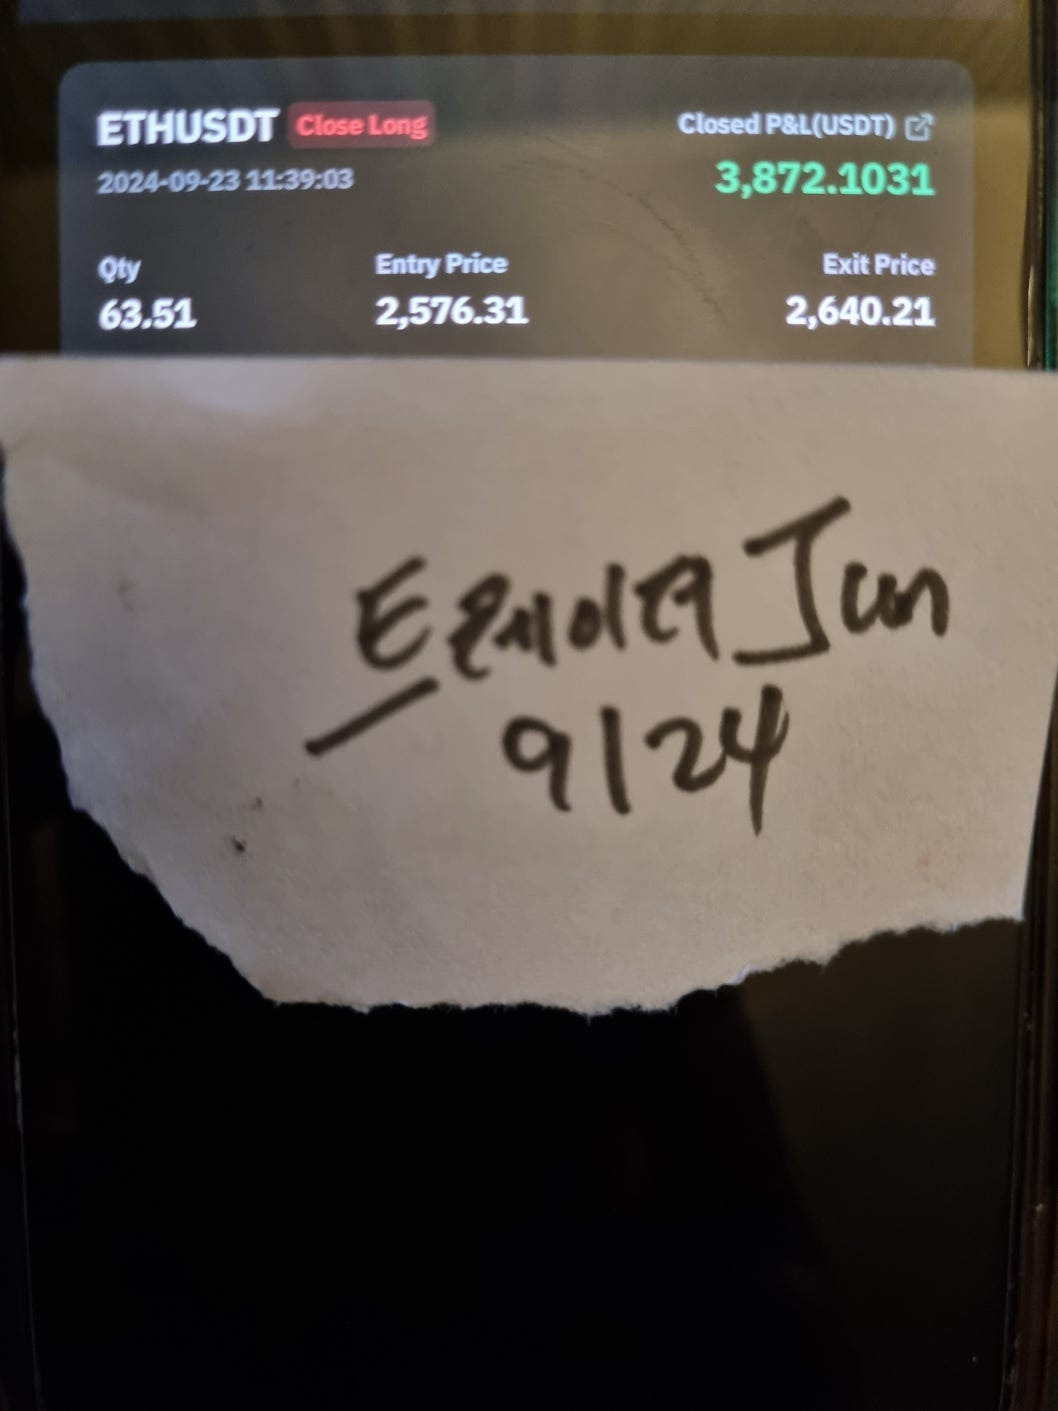 ETHUSDT Close Long Closed P&L(USDT)
2024-09-23 11:39:03 3,872.1031
Qty Entry Price Exit Price
63.51 2,576.31 2,640.21
트레이더 Jun
9/24